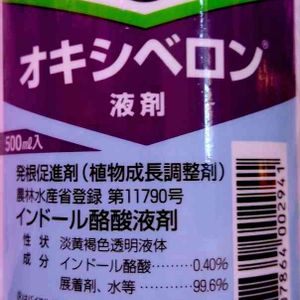 オキシベロン®
液剤
500ml入
発根促進剤(植物成長調整剤)
農林水産省登録 第11790号
インドール酪酸液剤
性 状 淡黄褐色透明液体
成 分 インドール酪酸………0.40%
展着剤、水等………99.6%